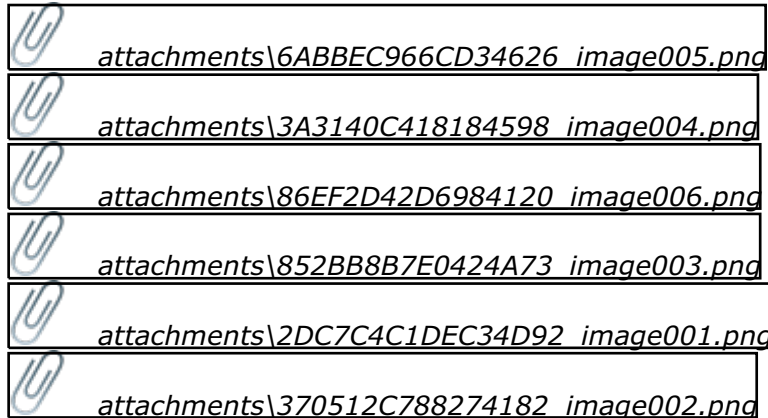 attachments\6ABBEC966CD34626_image005.png
attachments\3A3140C418184598_image004.png
attachments\86EF2D42D6984120_image006.png
attachments\852BB8B7E0424A73_image003.png
attachments\2DC7C4C1DEC34D92_image001.png
attachments\370512C788274182_image002.png